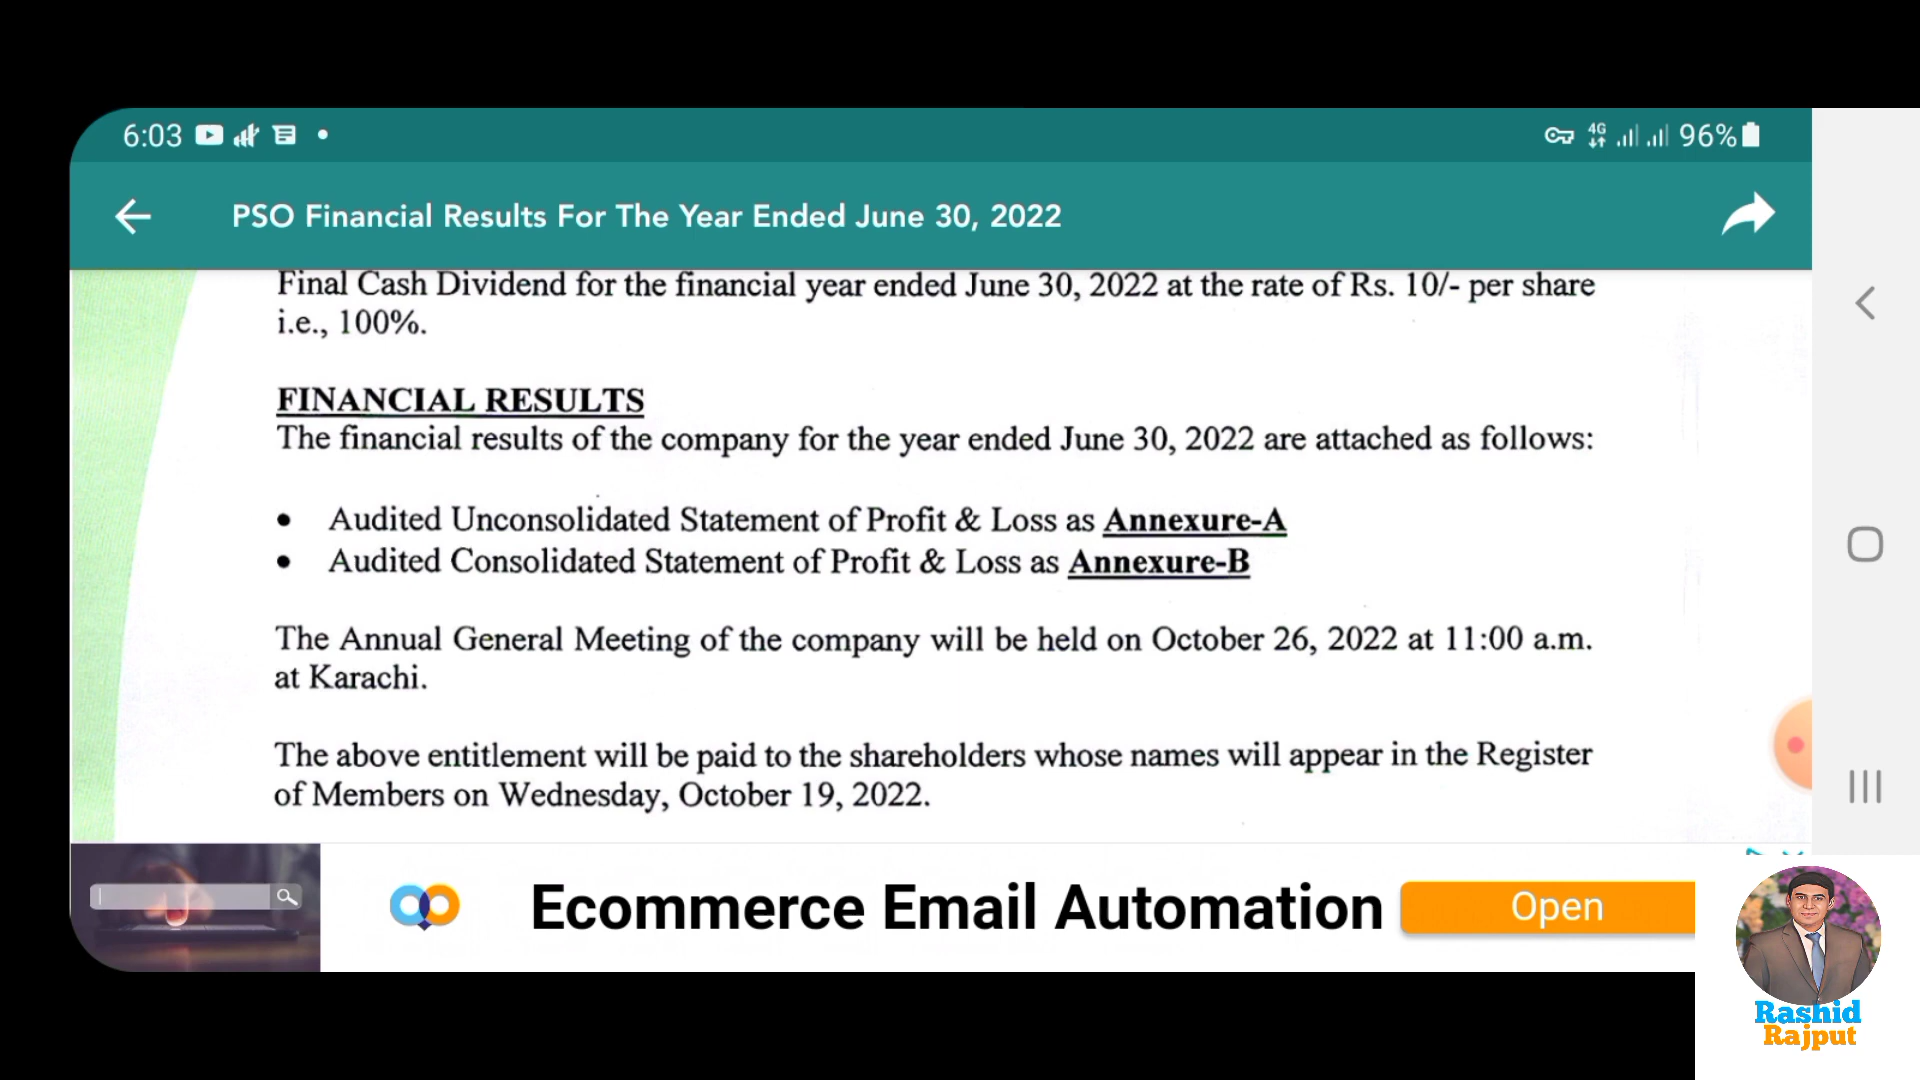 6:03
4G 96%
PSO Financial Results For The Year Ended June 30, 2022
Final Cash Dividend for the financial year ended June 30, 2022 at the rate of Rs. 10/- per share
i.e., 100%.
FINANCIAL RESULTS
The financial results of the company for the year ended June 30, 2022 are attached as follows:
• Audited Unconsolidated Statement of Profit & Loss as Annexure-A
• Audited Consolidated Statement of Profit & Loss as Annexure-B
The Annual General Meeting of the company will be held on October 26, 2022 at 11:00 a.m.
at Karachi.
The above entitlement will be paid to the shareholders whose names will appear in the Register
of Members on Wednesday, October 19, 2022.
Ecommerce Email Automation
Open
Rashid
Rajput